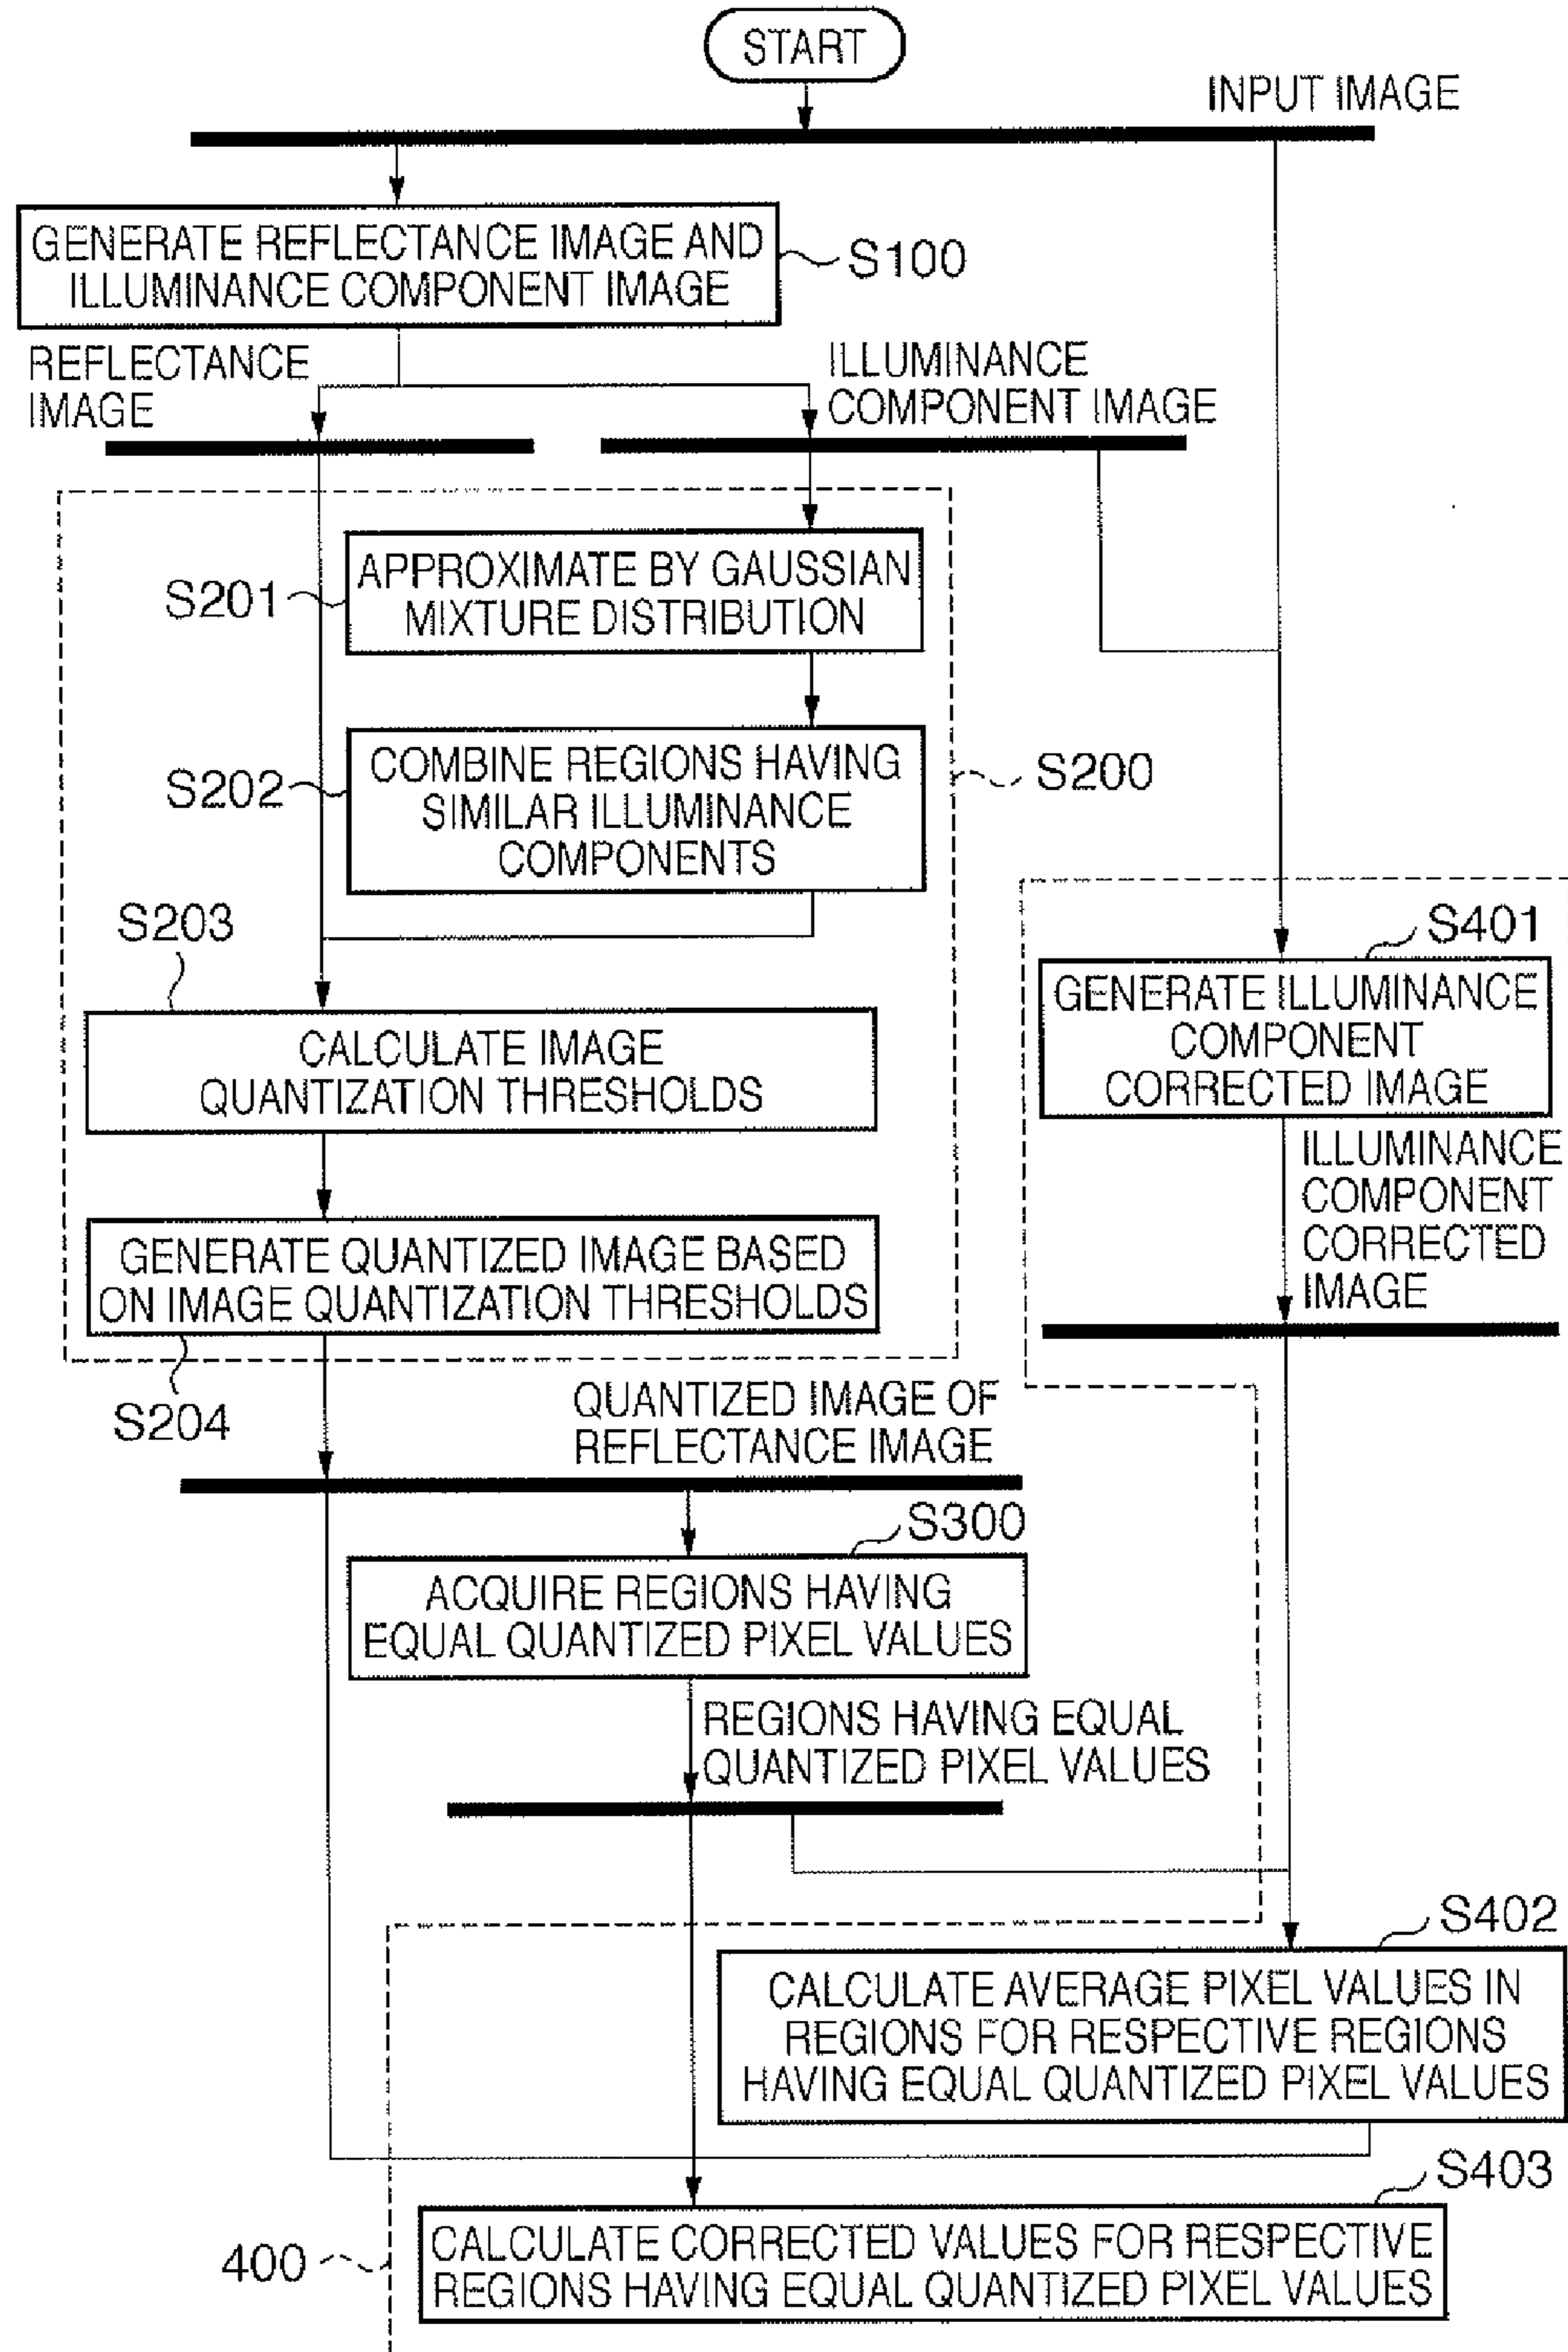 START
INPUT IMAGE
GENERATE REFLECTANCE IMAGE AND
ILLUMINANCE COMPONENT IMAGE
S100
REFLECTANCE
IMAGE
ILLUMINANCE
COMPONENT IMAGE
APPROXIMATE BY GAUSSIAN
MIXTURE DISTRIBUTION
S201
COMBINE REGIONS HAVING
SIMILAR ILLUMINANCE
COMPONENTS
S202
S200
S203
CALCULATE IMAGE
QUANTIZATION THRESHOLDS
S401
GENERATE ILLUMINANCE
COMPONENT
CORRECTED IMAGE
ILLUMINANCE
COMPONENT
CORRECTED
IMAGE
GENERATE QUANTIZED IMAGE BASED
ON IMAGE QUANTIZATION THRESHOLDS
S204
QUANTIZED IMAGE OF
REFLECTANCE IMAGE
S300
ACQUIRE REGIONS HAVING
EQUAL QUANTIZED PIXEL VALUES
REGIONS HAVING EQUAL
QUANTIZED PIXEL VALUES
S402
CALCULATE AVERAGE PIXEL VALUES IN
REGIONS FOR RESPECTIVE REGIONS
HAVING EQUAL QUANTIZED PIXEL VALUES
S403
CALCULATE CORRECTED VALUES FOR RESPECTIVE
REGIONS HAVING EQUAL QUANTIZED PIXEL VALUES
400